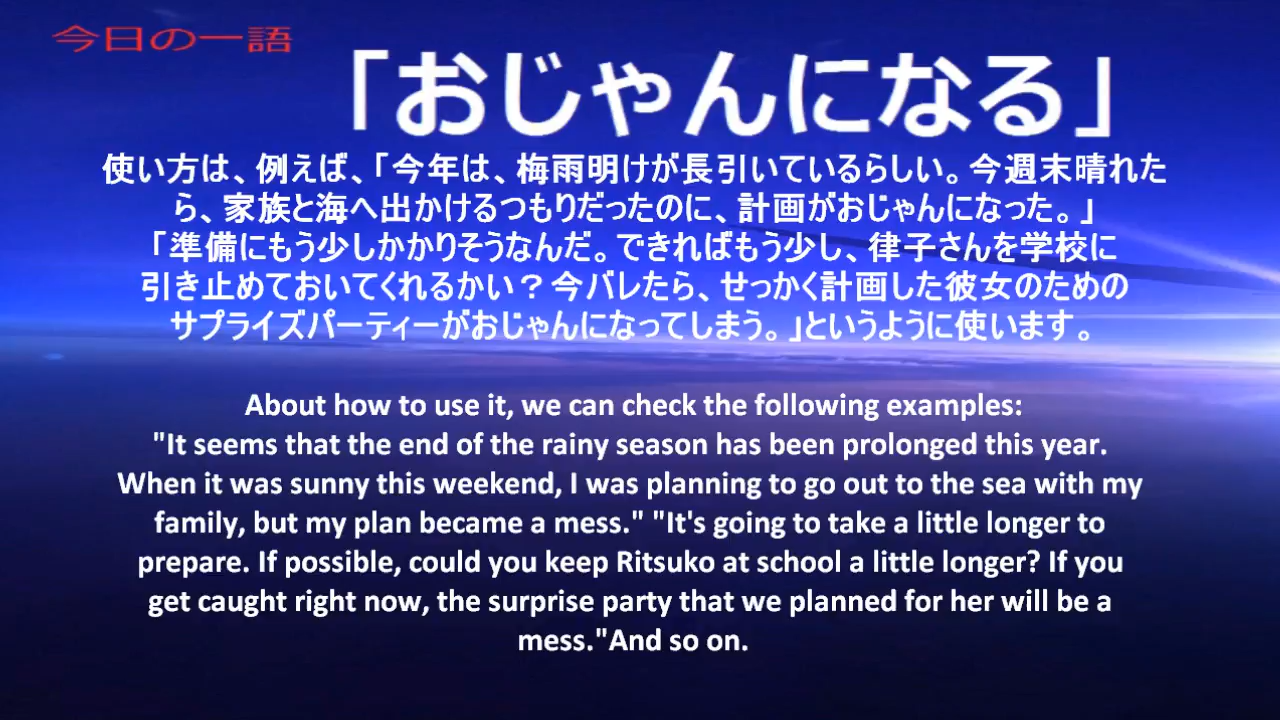 今日の一語
「おじゃんになる」
使い方は、例えば、「今年は、梅雨明けが長引いているらしい。今週末晴れた
ら、家族と海へ出かけるつもりだったのに、計画がおじゃんになった。」
「準備にもう少しかかりそうなんだ。できればもう少し、律子さんを学校に
引き止めておいてくれるかい？今バレたら、せっかく計画した彼女のための
サプライズパーティーがおじゃんになってしまう。」というように使います。
About how to use it, we can check the following examples:
"It seems that the end of the rainy season has been prolonged this year.
When it was sunny this weekend, I was planning to go out to the sea with my
family, but my plan became a mess." "It's going to take a little longer to
prepare. If possible, could you keep Ritsuko at school a little longer? If you
get caught right now, the surprise party that we planned for her will be a
mess."And so on.